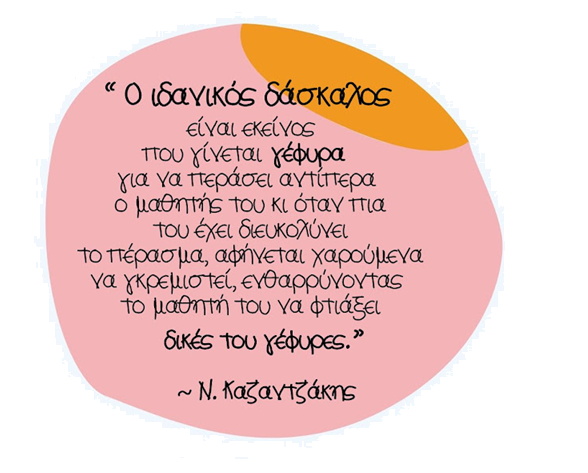 “ Ο ιδανικός δάσκαλος
είναι εκείνος
που γίνεται γέφυρα
για να περάσει αντίπερα
ο μαθητής του κι όταν πια
του έχει διευκολύνει
το πέρασμα, αφήνεται χαρούμενα
να γκρεμιστεί, ενθαρρύνοντας
το μαθητή του να φτιάξει
δικές του γέφυρες.”
~ Ν. Καζαντζάκης